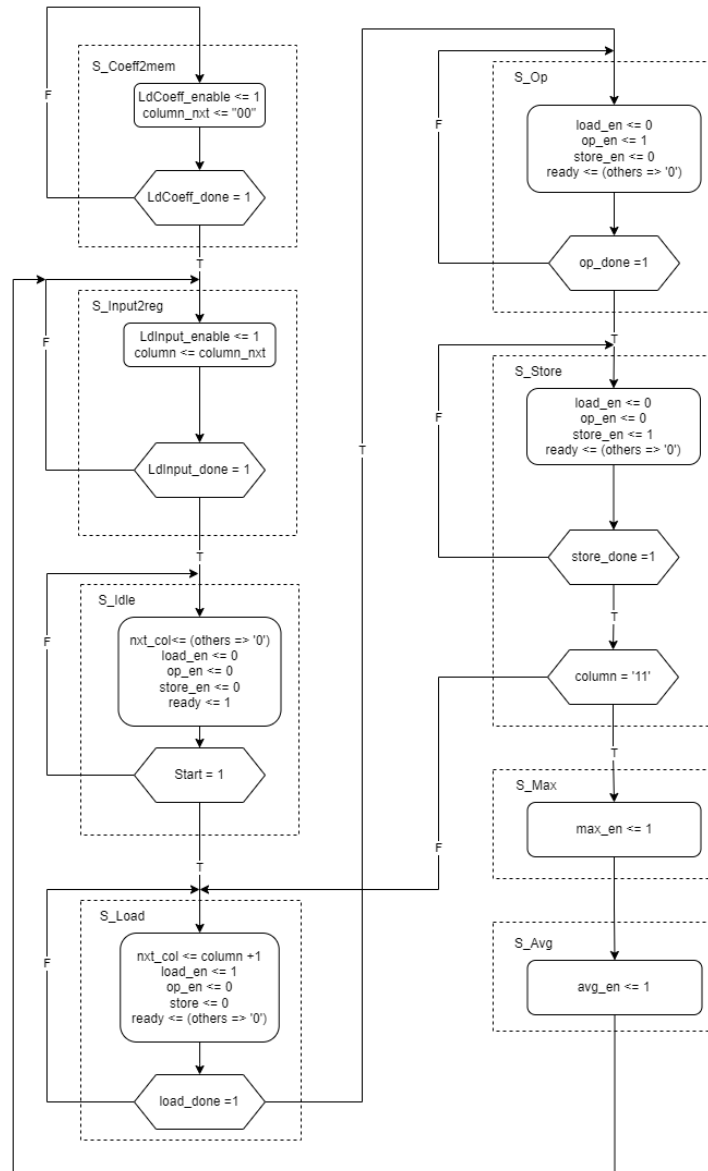 S_Coeff2mem
F
LdCoeff_enable <= 1
column_nxt <= "00"
LdCoeff_done = 1
T
S_Input2reg
F
LdInput_enable <= 1
column <= column_nxt
LdInput_done = 1
T
S_Idle
F
nxt_col<= (others => '0')
load_en <= 0
op_en <= 0
store_en <= 0
ready <= 1
Start = 1
T
S_Load
F
nxt_col <= column +1
load_en <= 1
op_en <= 0
store <= 0
ready <= (others => '0')
load_done =1
T
S_Op
F
load_en <= 0
op_en <= 1
store_en <= 0
ready <= (others => '0')
op_done =1
T
S_Store
F
load_en <= 0
op_en <= 0
store_en <= 1
ready <= (others => '0')
store_done =1
T
column = '11'
F
T
S_Max
max_en <= 1
S_Avg
avg_en <= 1